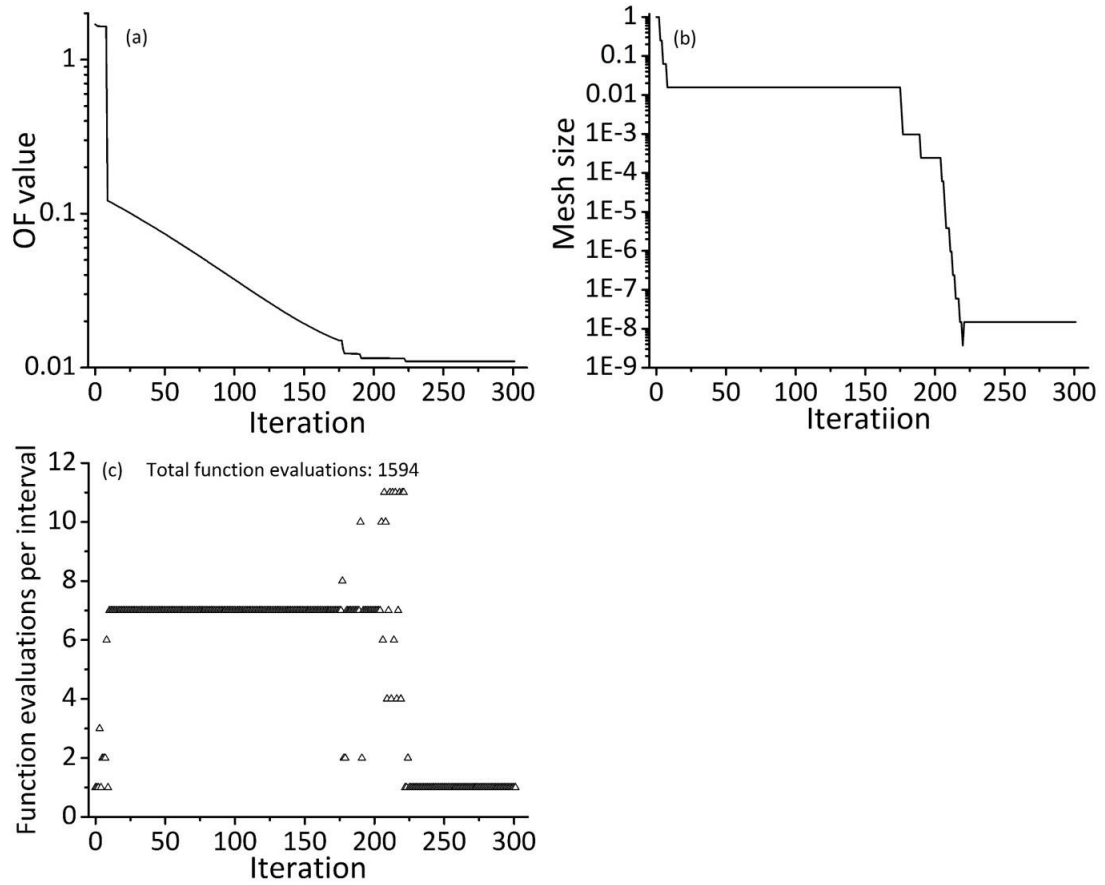 (a)
1
0.1
0.01
OF value
0 50 100 150 200 250 300
Iteration
(b)
1
0.1
0.01
1E-3
1E-4
1E-5
1E-6
1E-7
1E-8
1E-9
Mesh size
0 50 100 150 200 250 300
Iteratiion
(c) Total function evaluations: 1594
12
10
8
6
4
2
0
Function evaluations per interval
0 50 100 150 200 250 300
Iteration